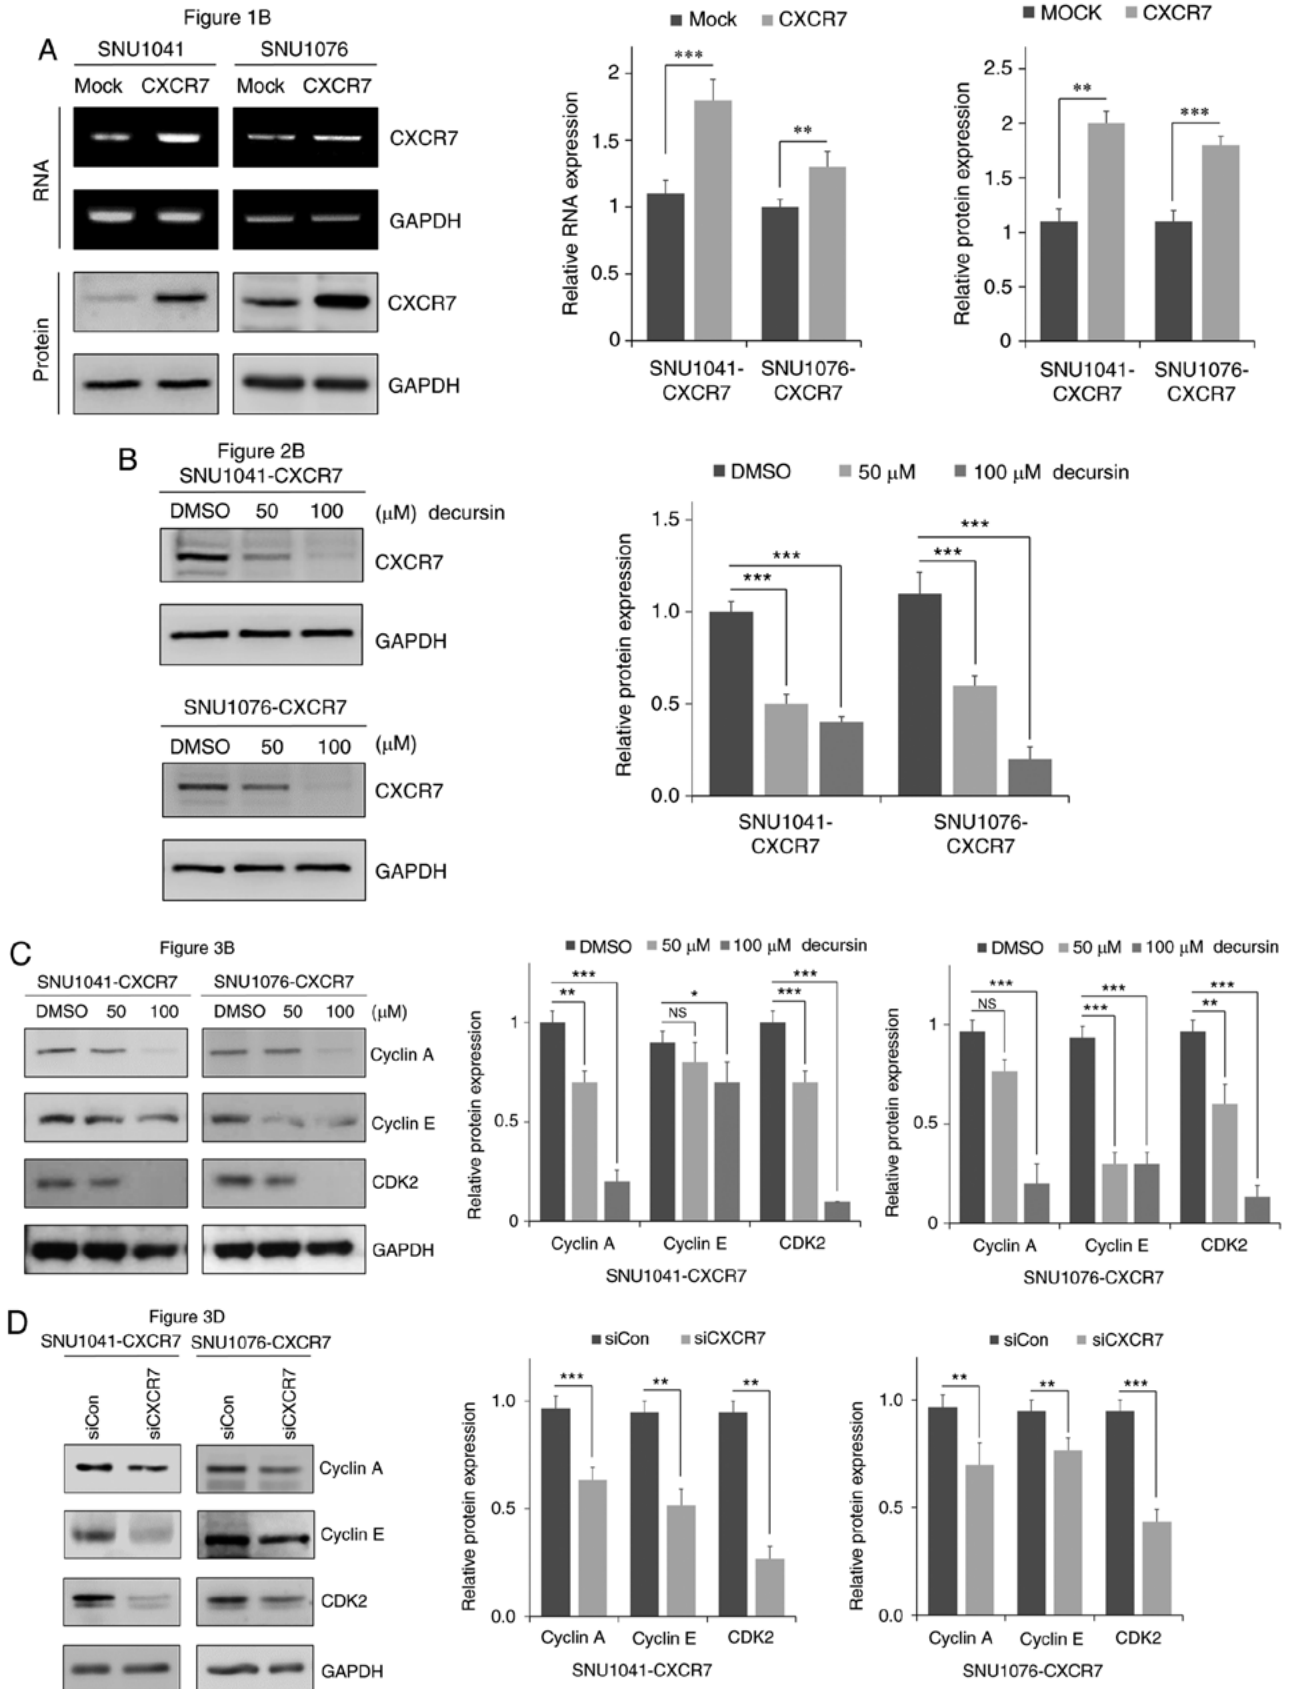 Figure 1B
A
SNU1041 SNU1076
Mock CXCR7 Mock CXCR7
RNA
CXCR7
GAPDH
Protein
CXCR7
GAPDH
Mock CXCR7
Relative RNA expression
2
1.5
1
0.5
0
*** **
SNU1041-CXCR7 SNU1076-CXCR7
MOCK CXCR7
Relative protein expression
2.5
2
1.5
1
0.5
0
** ***
SNU1041-CXCR7 SNU1076-CXCR7
B
Figure 2B
SNU1041-CXCR7
DMSO 50 100 (μM) decursin
CXCR7
GAPDH
SNU1076-CXCR7
DMSO 50 100 (μM)
CXCR7
GAPDH
DMSO 50 μM 100 μM decursin
Relative protein expression
1.5
1.0
0.5
0.0
*** *** *** ***
SNU1041-CXCR7 SNU1076-CXCR7
C
Figure 3B
SNU1041-CXCR7 SNU1076-CXCR7
DMSO 50 100 DMSO 50 100 (μM)
Cyclin A
Cyclin E
CDK2
GAPDH
DMSO 50 μM 100 μM decursin
Relative protein expression
1
0.5
0
** *** NS * *** ***
Cyclin A Cyclin E CDK2
SNU1041-CXCR7
DMSO 50 μM 100 μM decursin
Relative protein expression
1
0.5
0
NS *** *** *** ** ***
Cyclin A Cyclin E CDK2
SNU1076-CXCR7
D
Figure 3D
SNU1041-CXCR7 SNU1076-CXCR7
siCon siCXCR7 siCon siCXCR7
Cyclin A
Cyclin E
CDK2
GAPDH
siCon siCXCR7
Relative protein expression
1.0
0.5
0.0
*** ** **
Cyclin A Cyclin E CDK2
SNU1041-CXCR7
siCon siCXCR7
Relative protein expression
1.0
0.5
0.0
** ** ***
Cyclin A Cyclin E CDK2
SNU1076-CXCR7